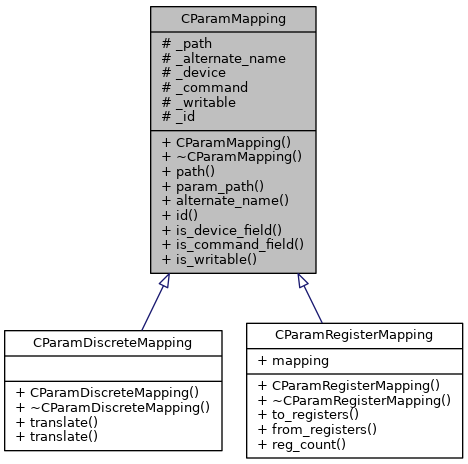 CParamMapping
# _path
# _alternate_name
# _device
# _command
# _writable
# _id
+ CParamMapping()
+ ~CParamMapping()
+ path()
+ param_path()
+ alternate_name()
+ id()
+ is_device_field()
+ is_command_field()
+ is_writable()
CParamDiscreteMapping
+ CParamDiscreteMapping()
+ ~CParamDiscreteMapping()
+ translate()
+ translate()
CParamRegisterMapping
+ mapping
+ CParamRegisterMapping()
+ ~CParamRegisterMapping()
+ to_registers()
+ from_registers()
+ reg_count()